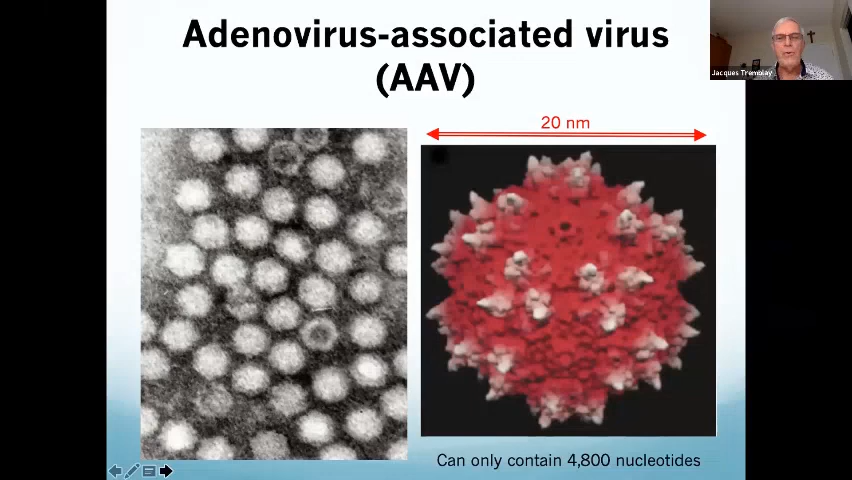 Adenovirus-associated virus
(AAV)
Jacques Tremblay
20 nm
Can only contain 4,800 nucleotides